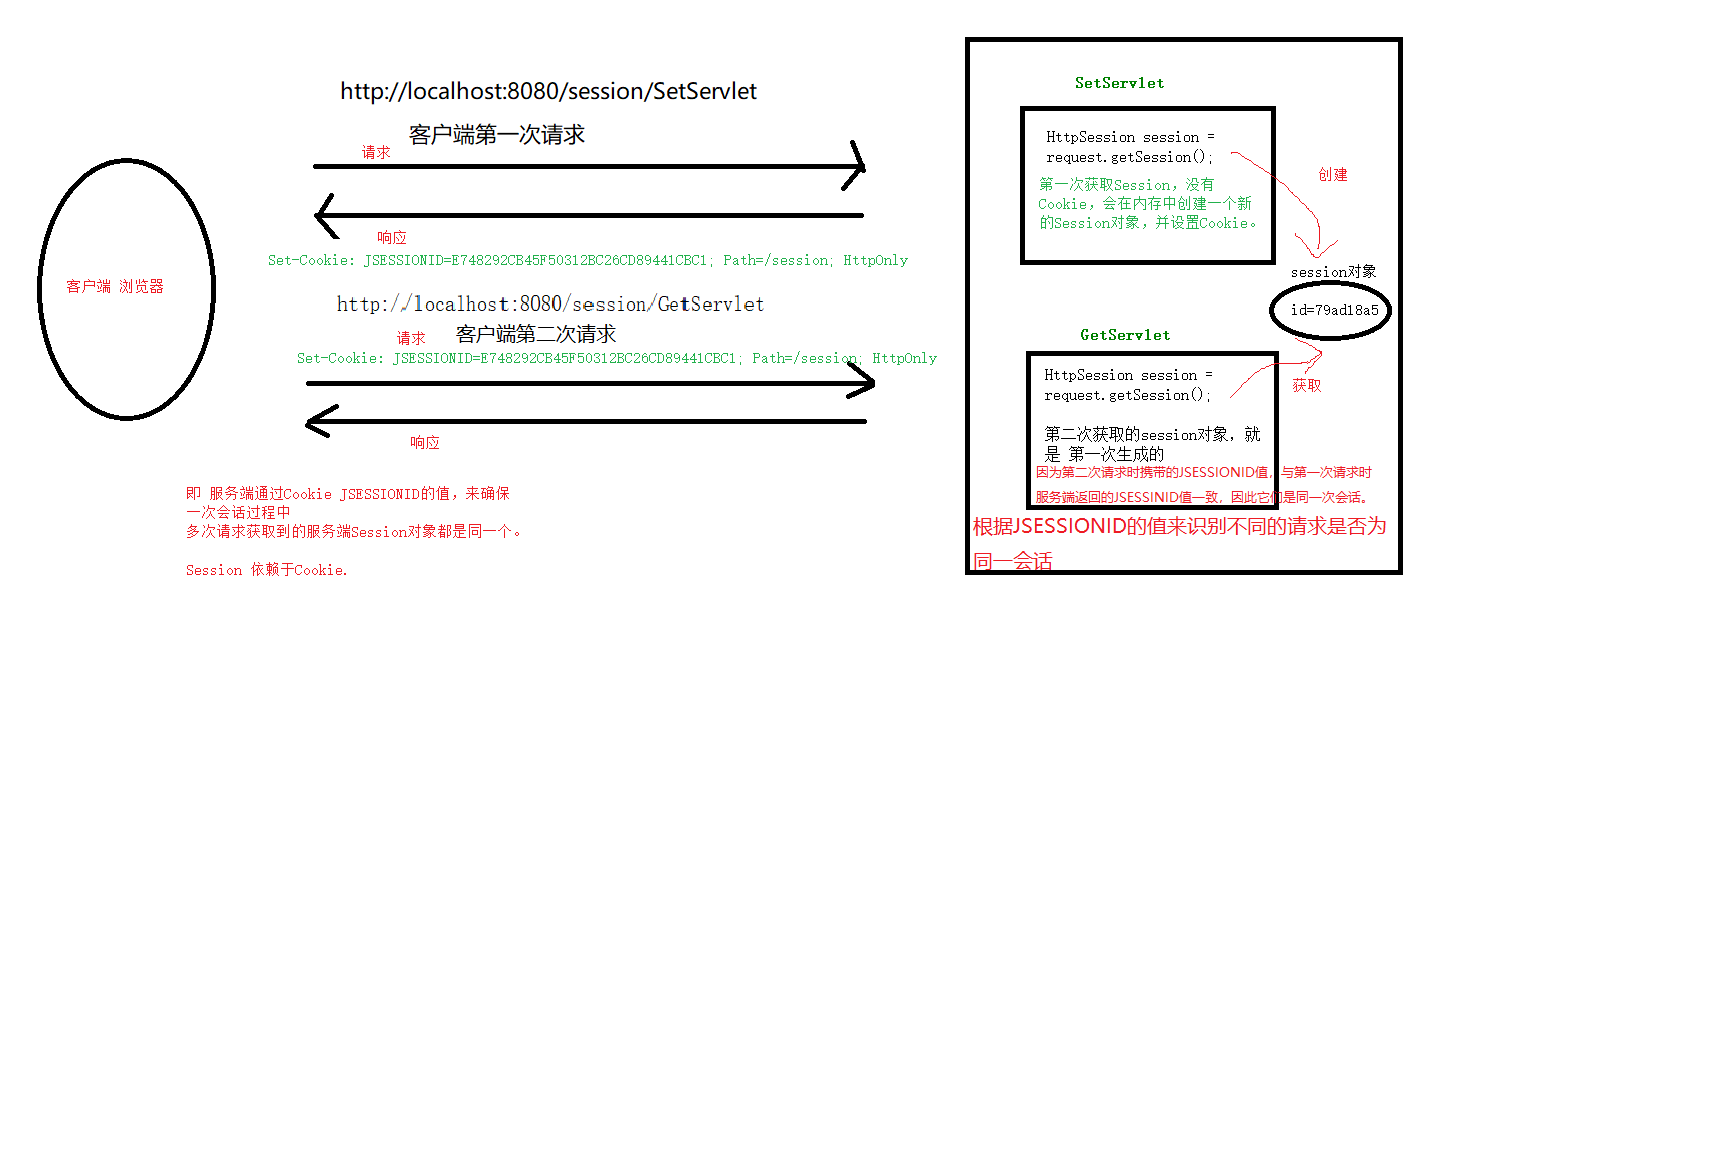 http://localhost:8080/session/SetServlet
客户端第一次请求
请求
响应
Set-Cookie: JSESSIONID=E748292CB45F50312BC26CD89441CBC1; Path=/session; HttpOnly
客户端 浏览器
http://localhost:8080/session/GetServlet
客户端第二次请求
请求
Set-Cookie: JSESSIONID=E748292CB45F50312BC26CD89441CBC1; Path=/session; HttpOnly
响应
即 服务端通过Cookie JSESSIONID的值，来确保
一次会话过程中
多次请求获取到的服务端Session对象都是同一个。
Session 依赖于Cookie.
SetServlet
HttpSession session =
request.getSession();
第一次获取Session，没有
Cookie，会在内存中创建一个新
的Session对象，并设置Cookie。
创建
session对象
id=79ad18a5
GetServlet
HttpSession session =
request.getSession();
获取
第二次获取的session对象，就
是 第一次生成的
因为第二次请求时携带的JSESSIONID值，与第一次请求时
服务端返回的JSESSINID值一致，因此它们是同一次会话。
根据JSESSIONID的值来识别不同的请求是否为
同一会话